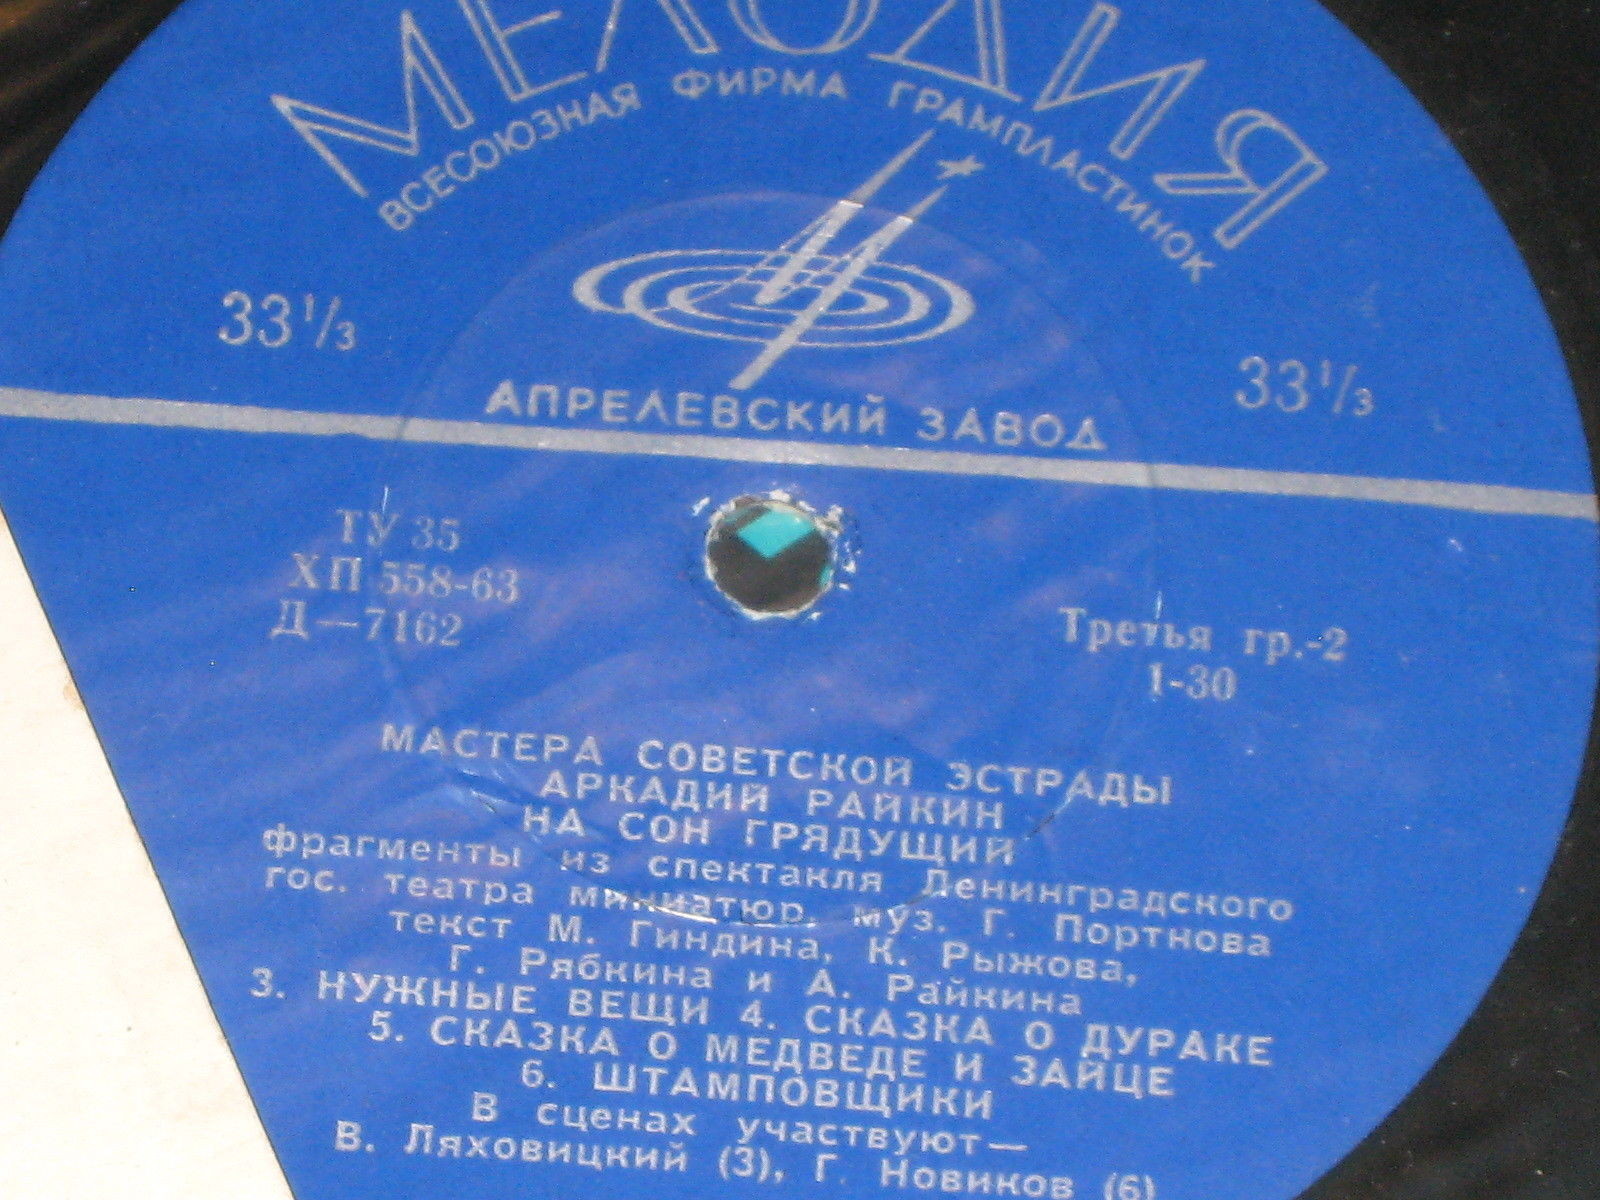 МЕЛОДИЯ
ВСЕСОЮЗНАЯ ФИРМА ГРАМПЛАСТИНОК
33 1/3
33 1/3
АПРЕЛЕВСКИЙ ЗАВОД
ТУ 35
ХП 558-63
Д—7162
Третья гр.-2
1-30
МАСТЕРА СОВЕТСКОЙ ЭСТРАДЫ
АРКАДИЙ РАЙКИН
НА СОН ГРЯДУЩИЙ
фрагменты из спектакля Ленинградского
гос. театра миниатюр, муз. Г. Портнова
текст М. Гиндина, К. Рыжова,
Г. Рябкина и А. Райкина
3. НУЖНЫЕ ВЕЩИ 4. СКАЗКА О ДУРАКЕ
5. СКАЗКА О МЕДВЕДЕ И ЗАЙЦЕ
6. ШТАМПОВЩИКИ
В сценах участвуют—
В. Ляховицкий (3), Г. Новиков (6)